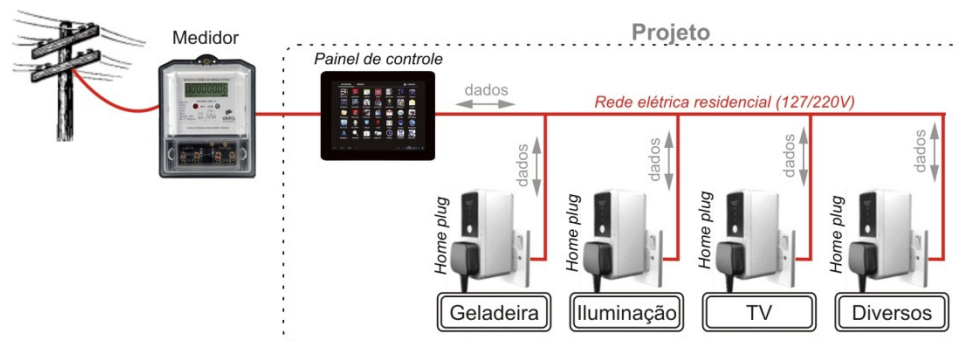 Projeto
Medidor
Painel de controle
dados
Rede elétrica residencial (127/220V)
dados
dados
dados
dados
Home plug
Home plug
Home plug
Home plug
Geladeira
Iluminação
TV
Diversos